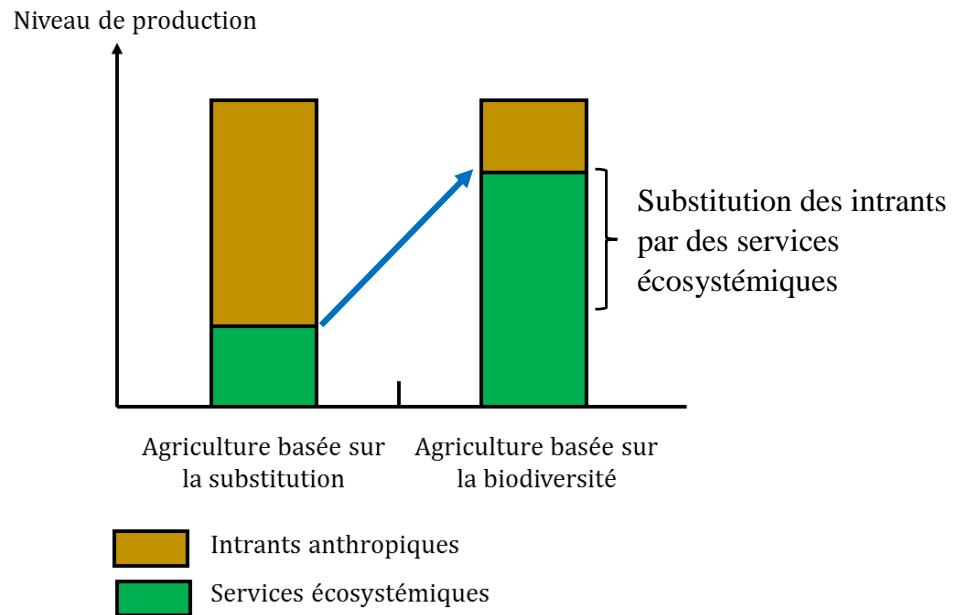 Niveau de production
Substitution des intrants
par des services
écosystémiques
Agriculture basée sur
la substitution
Agriculture basée sur
la biodiversité
Intrants anthropiques
Services écosystémiques